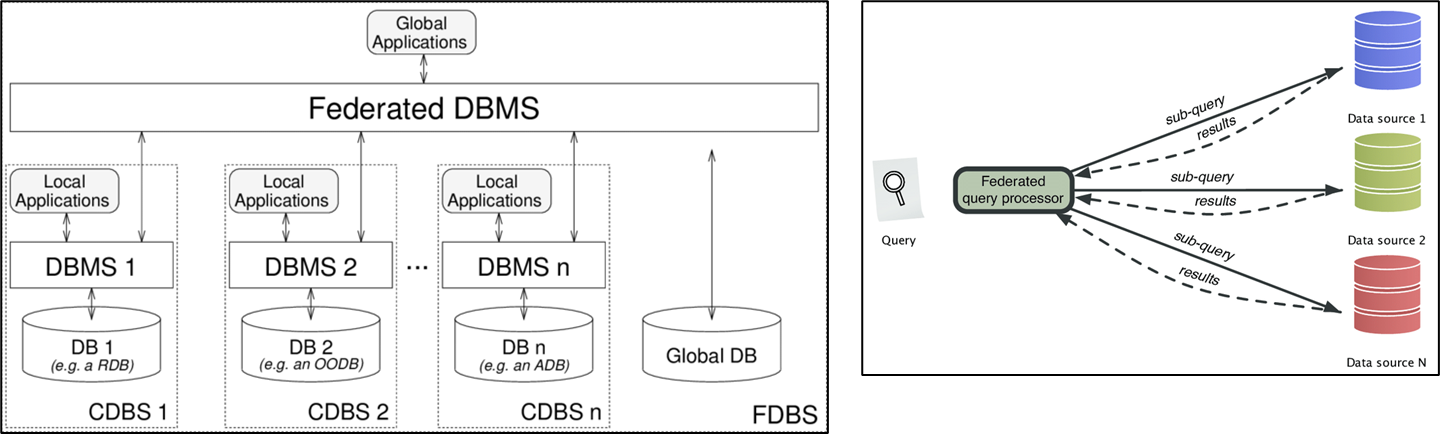 Global
Applications
Federated DBMS
Local
Applications
Local
Applications
Local
Applications
DBMS 1
DBMS 2
...
DBMS n
DB 1
(e.g. a RDB)
DB 2
(e.g. an OODB)
DB n
(e.g. an ADB)
Global DB
CDBS 1
CDBS 2
CDBS n
FDBS
Query
Federated
query processor
sub-query
results
sub-query
results
sub-query
results
Data source 1
Data source 2
Data source N